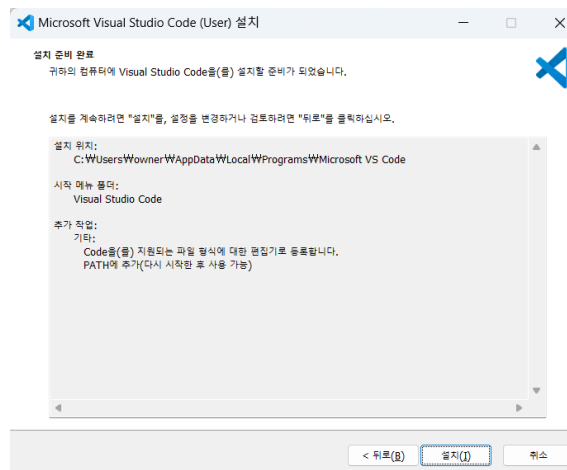 Microsoft Visual Studio Code (User) 설치
설치 준비 완료
귀하의 컴퓨터에 Visual Studio Code을(를) 설치할 준비가 되었습니다.
설치를 계속하려면 "설치"를, 설정을 변경하거나 검토하려면 "뒤로"를 클릭하십시오.
설치 위치:
C:₩Users₩owner₩AppData₩Local₩Programs₩Microsoft VS Code
시작 메뉴 폴더:
Visual Studio Code
추가 작업:
기타:
Code을(를) 지원되는 파일 형식에 대한 편집기로 등록합니다.
PATH에 추가(다시 시작한 후 사용 가능)
< 뒤로(B) 설치(I) 취소